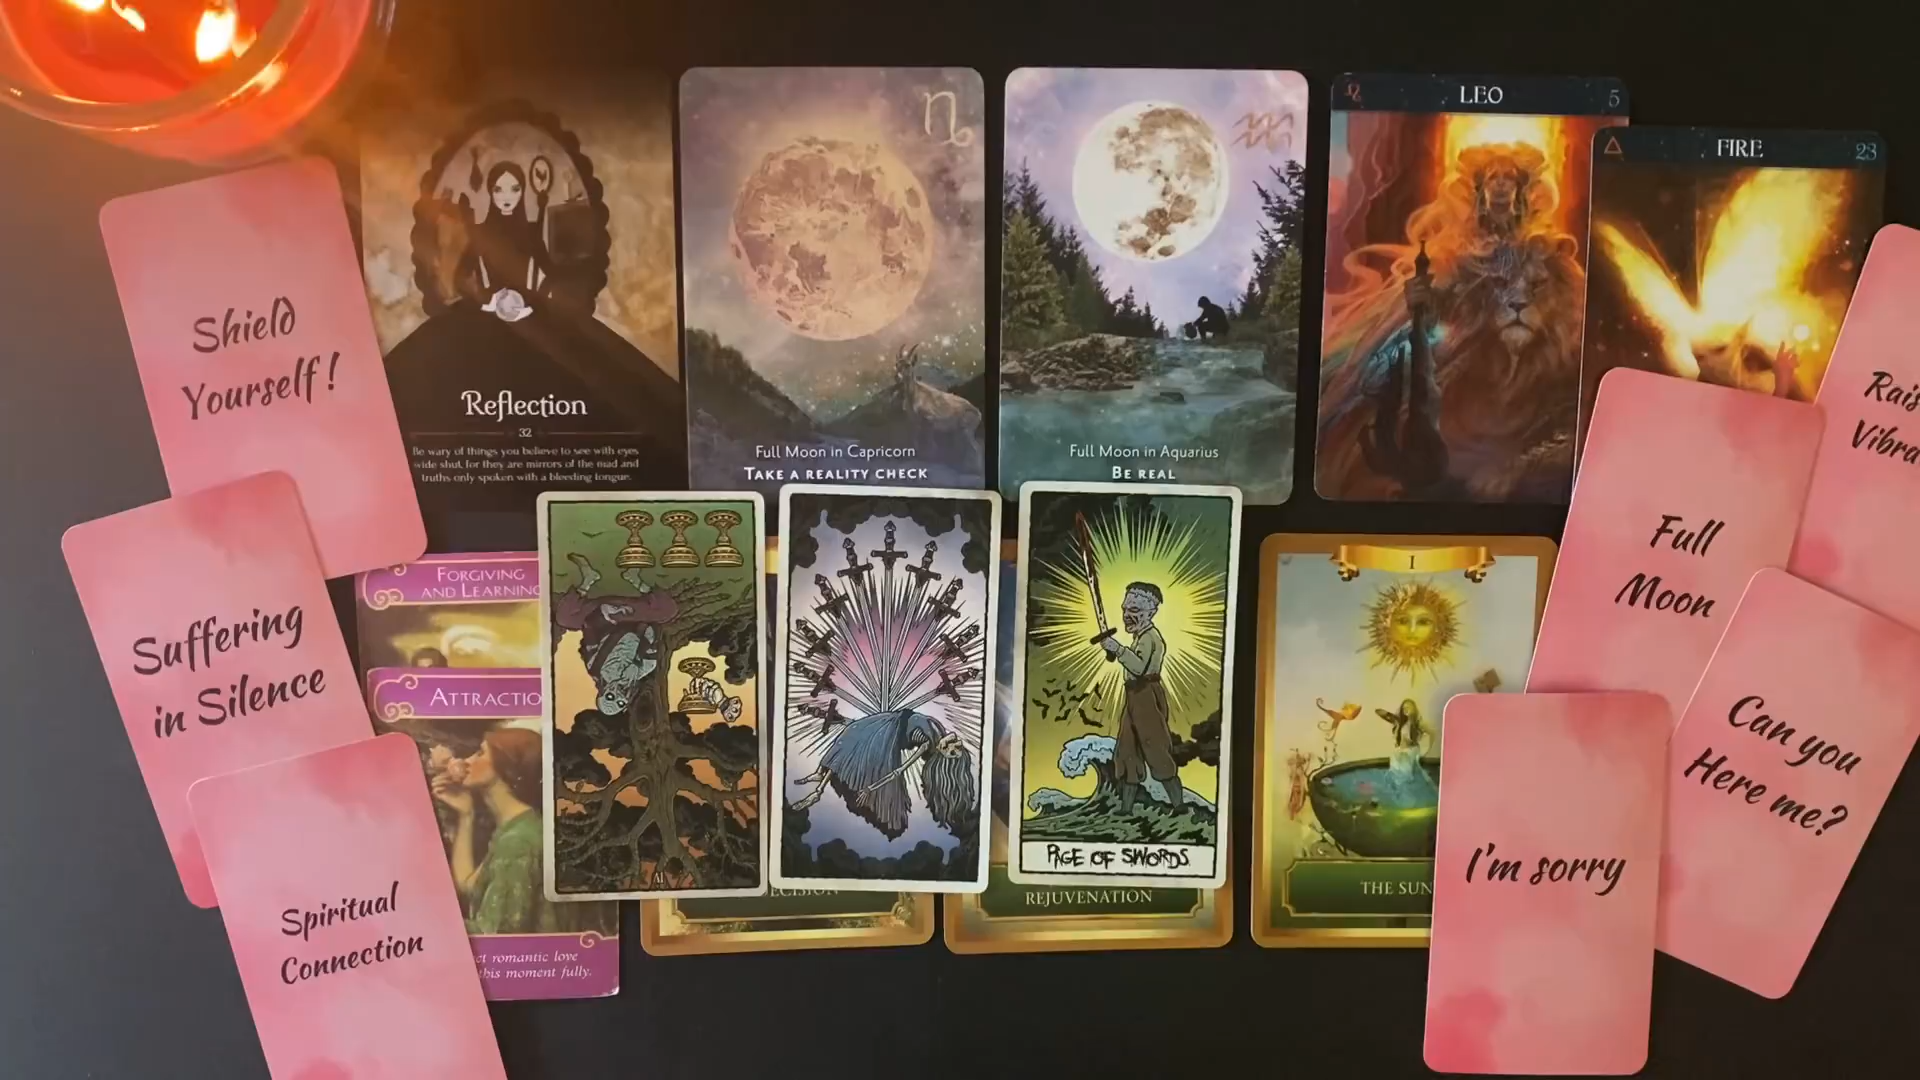 Shield
Yourself!
Suffering
in Silence
Spiritual
Connection
Reflection
32
Be wary of things you believe to see with eyes
wide shut, for they are mirrors of the mad and
truths only spoken with a bleeding tongue.
Full Moon in Capricorn
TAKE A REALITY CHECK
Full Moon in Aquarius
BE REAL
LEO
5
FIRE
23
FORGIVING
AND LEARNING
ATTRACTIO
romantic love
this moment fully.
VI
PAGE OF SWORDS
REJUVENATION
I
THE SUN
Rais
Vibra
Full
Moon
Can you
Here me?
I'm sorry